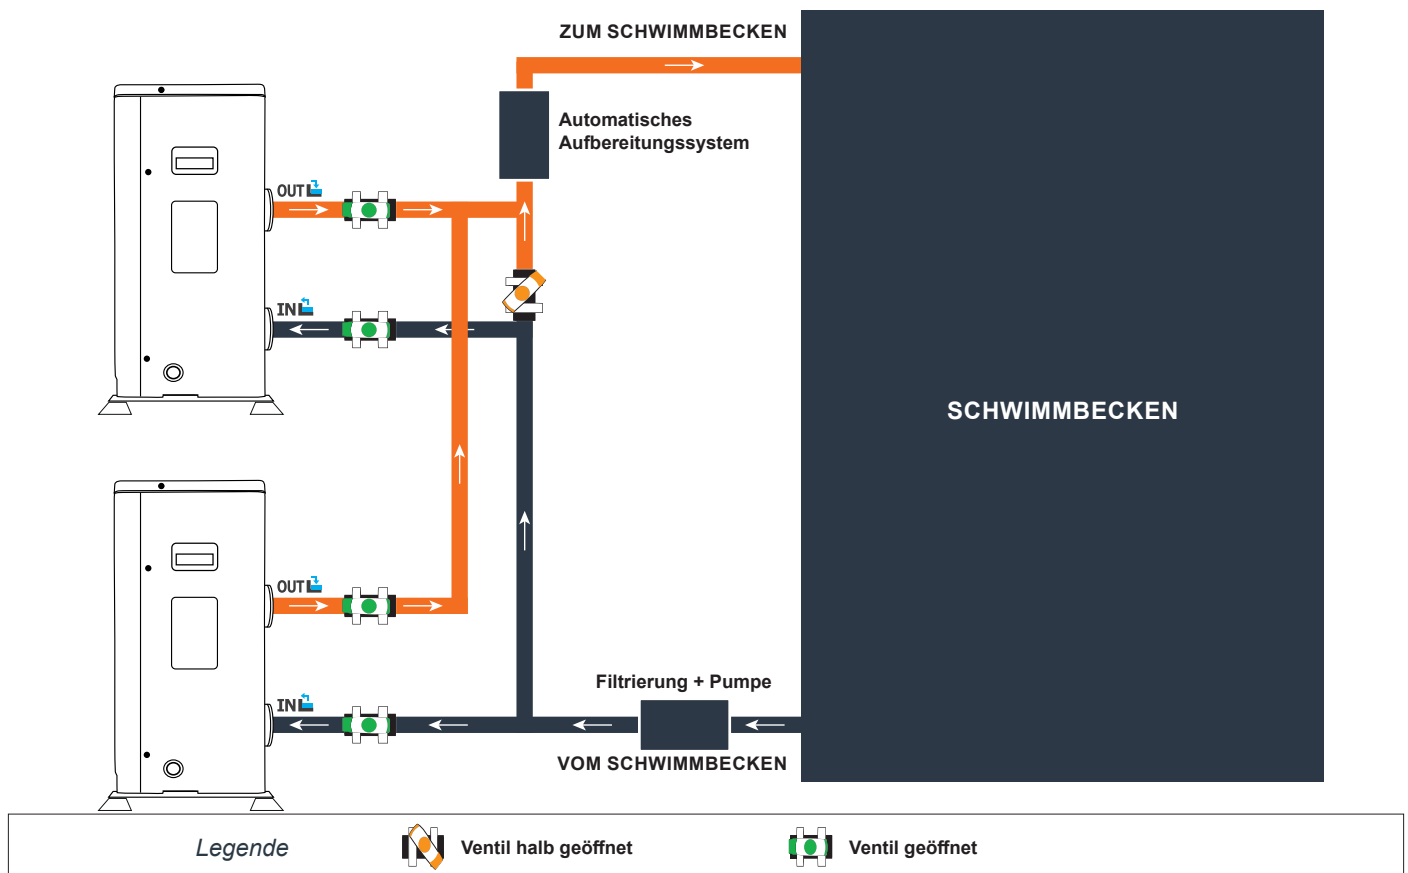 ZUM SCHWIMMBECKEN
Automatisches
Aufbereitungssystem
OUT
IN
SCHWIMMBECKEN
OUT
IN
Filtrierung + Pumpe
VOM SCHWIMMBECKEN
Legende
Ventil halb geöffnet
Ventil geöffnet